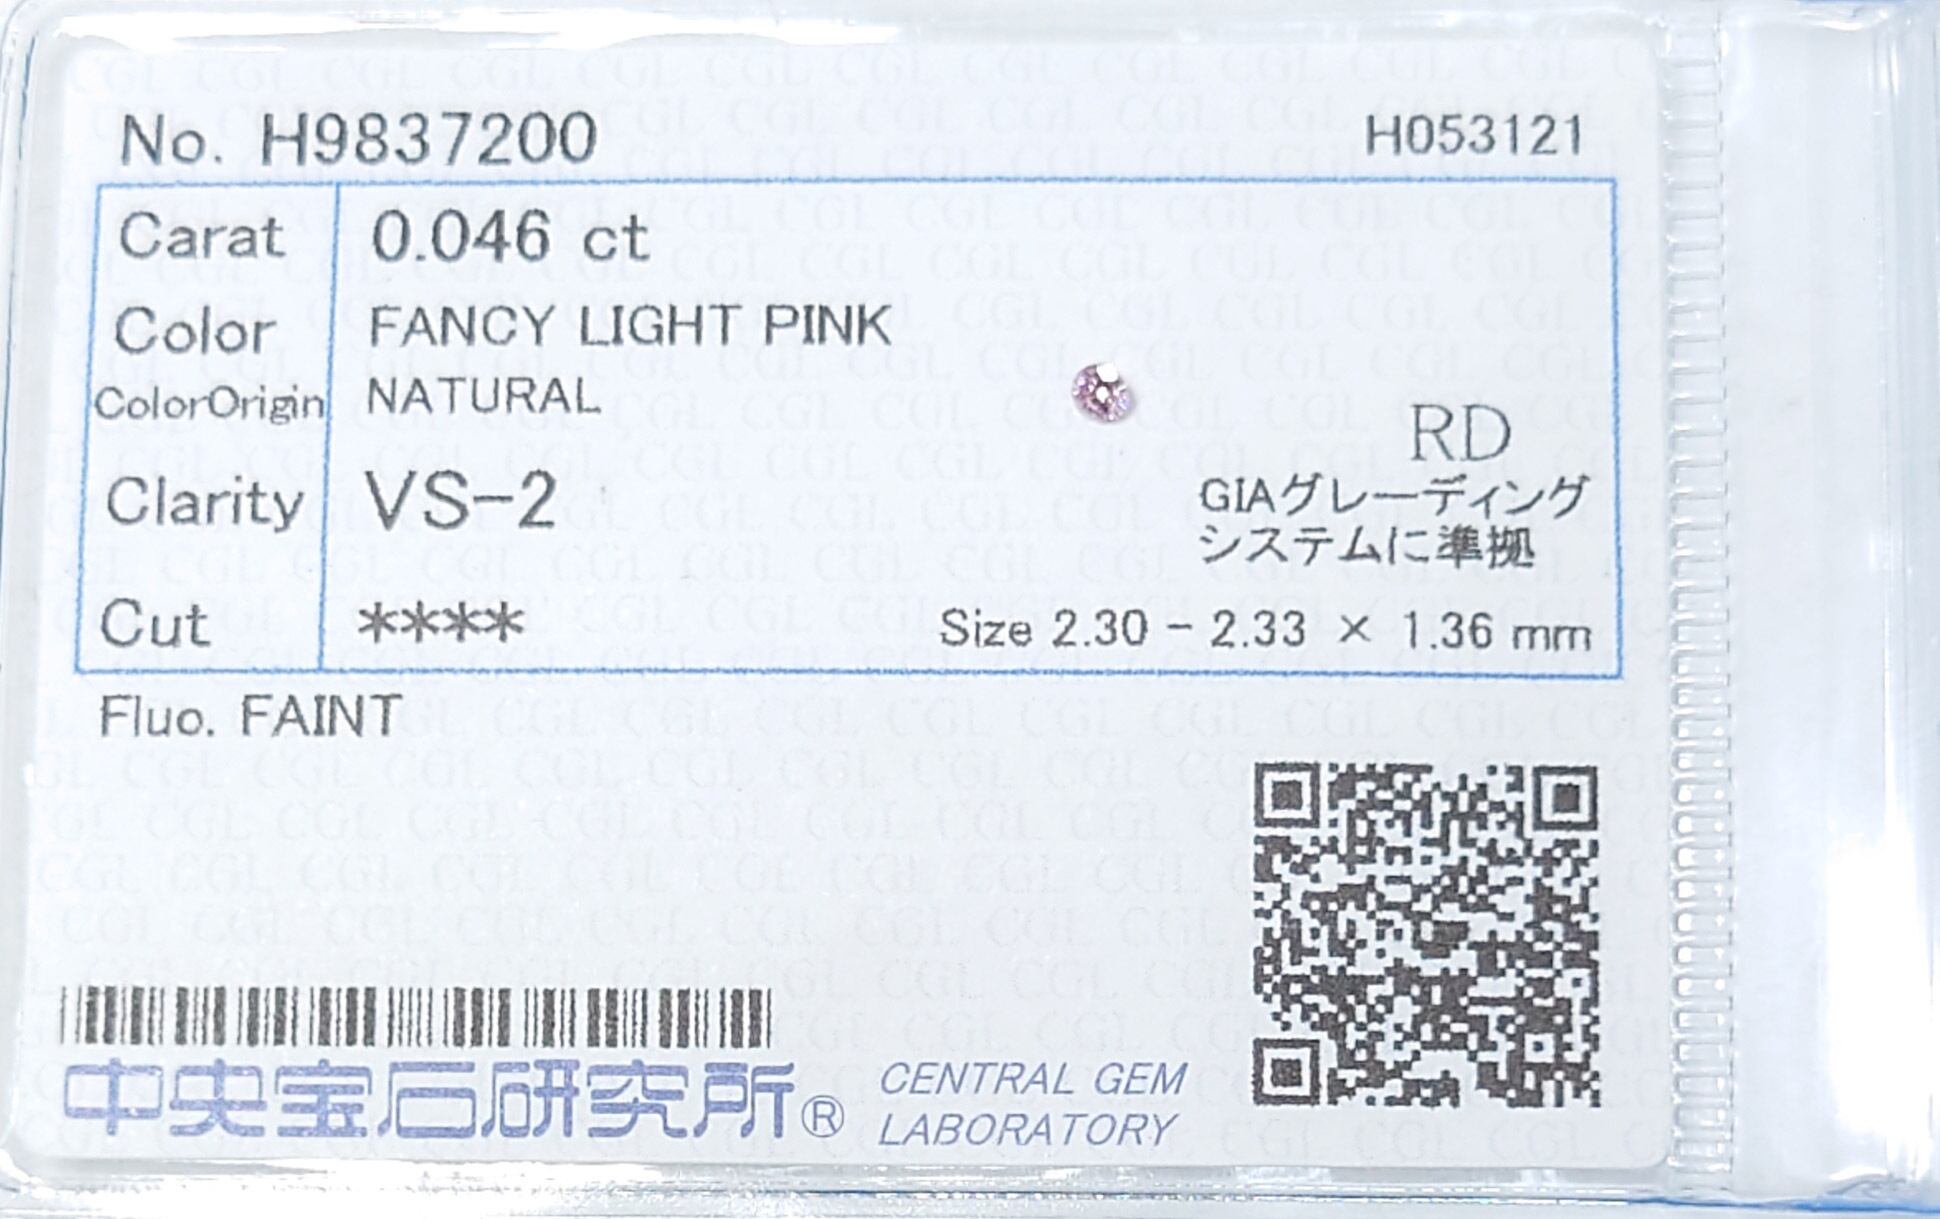 No. H9837200
H053121
Carat 0.046 ct
Color FANCY LIGHT PINK
ColorOrigin NATURAL
Clarity VS-2
RD
GIAグレーディング
システムに準拠
Cut ****
Size 2.30 - 2.33 × 1.36 mm
Fluo. FAINT
中央宝石研究所®
CENTRAL GEM
LABORATORY